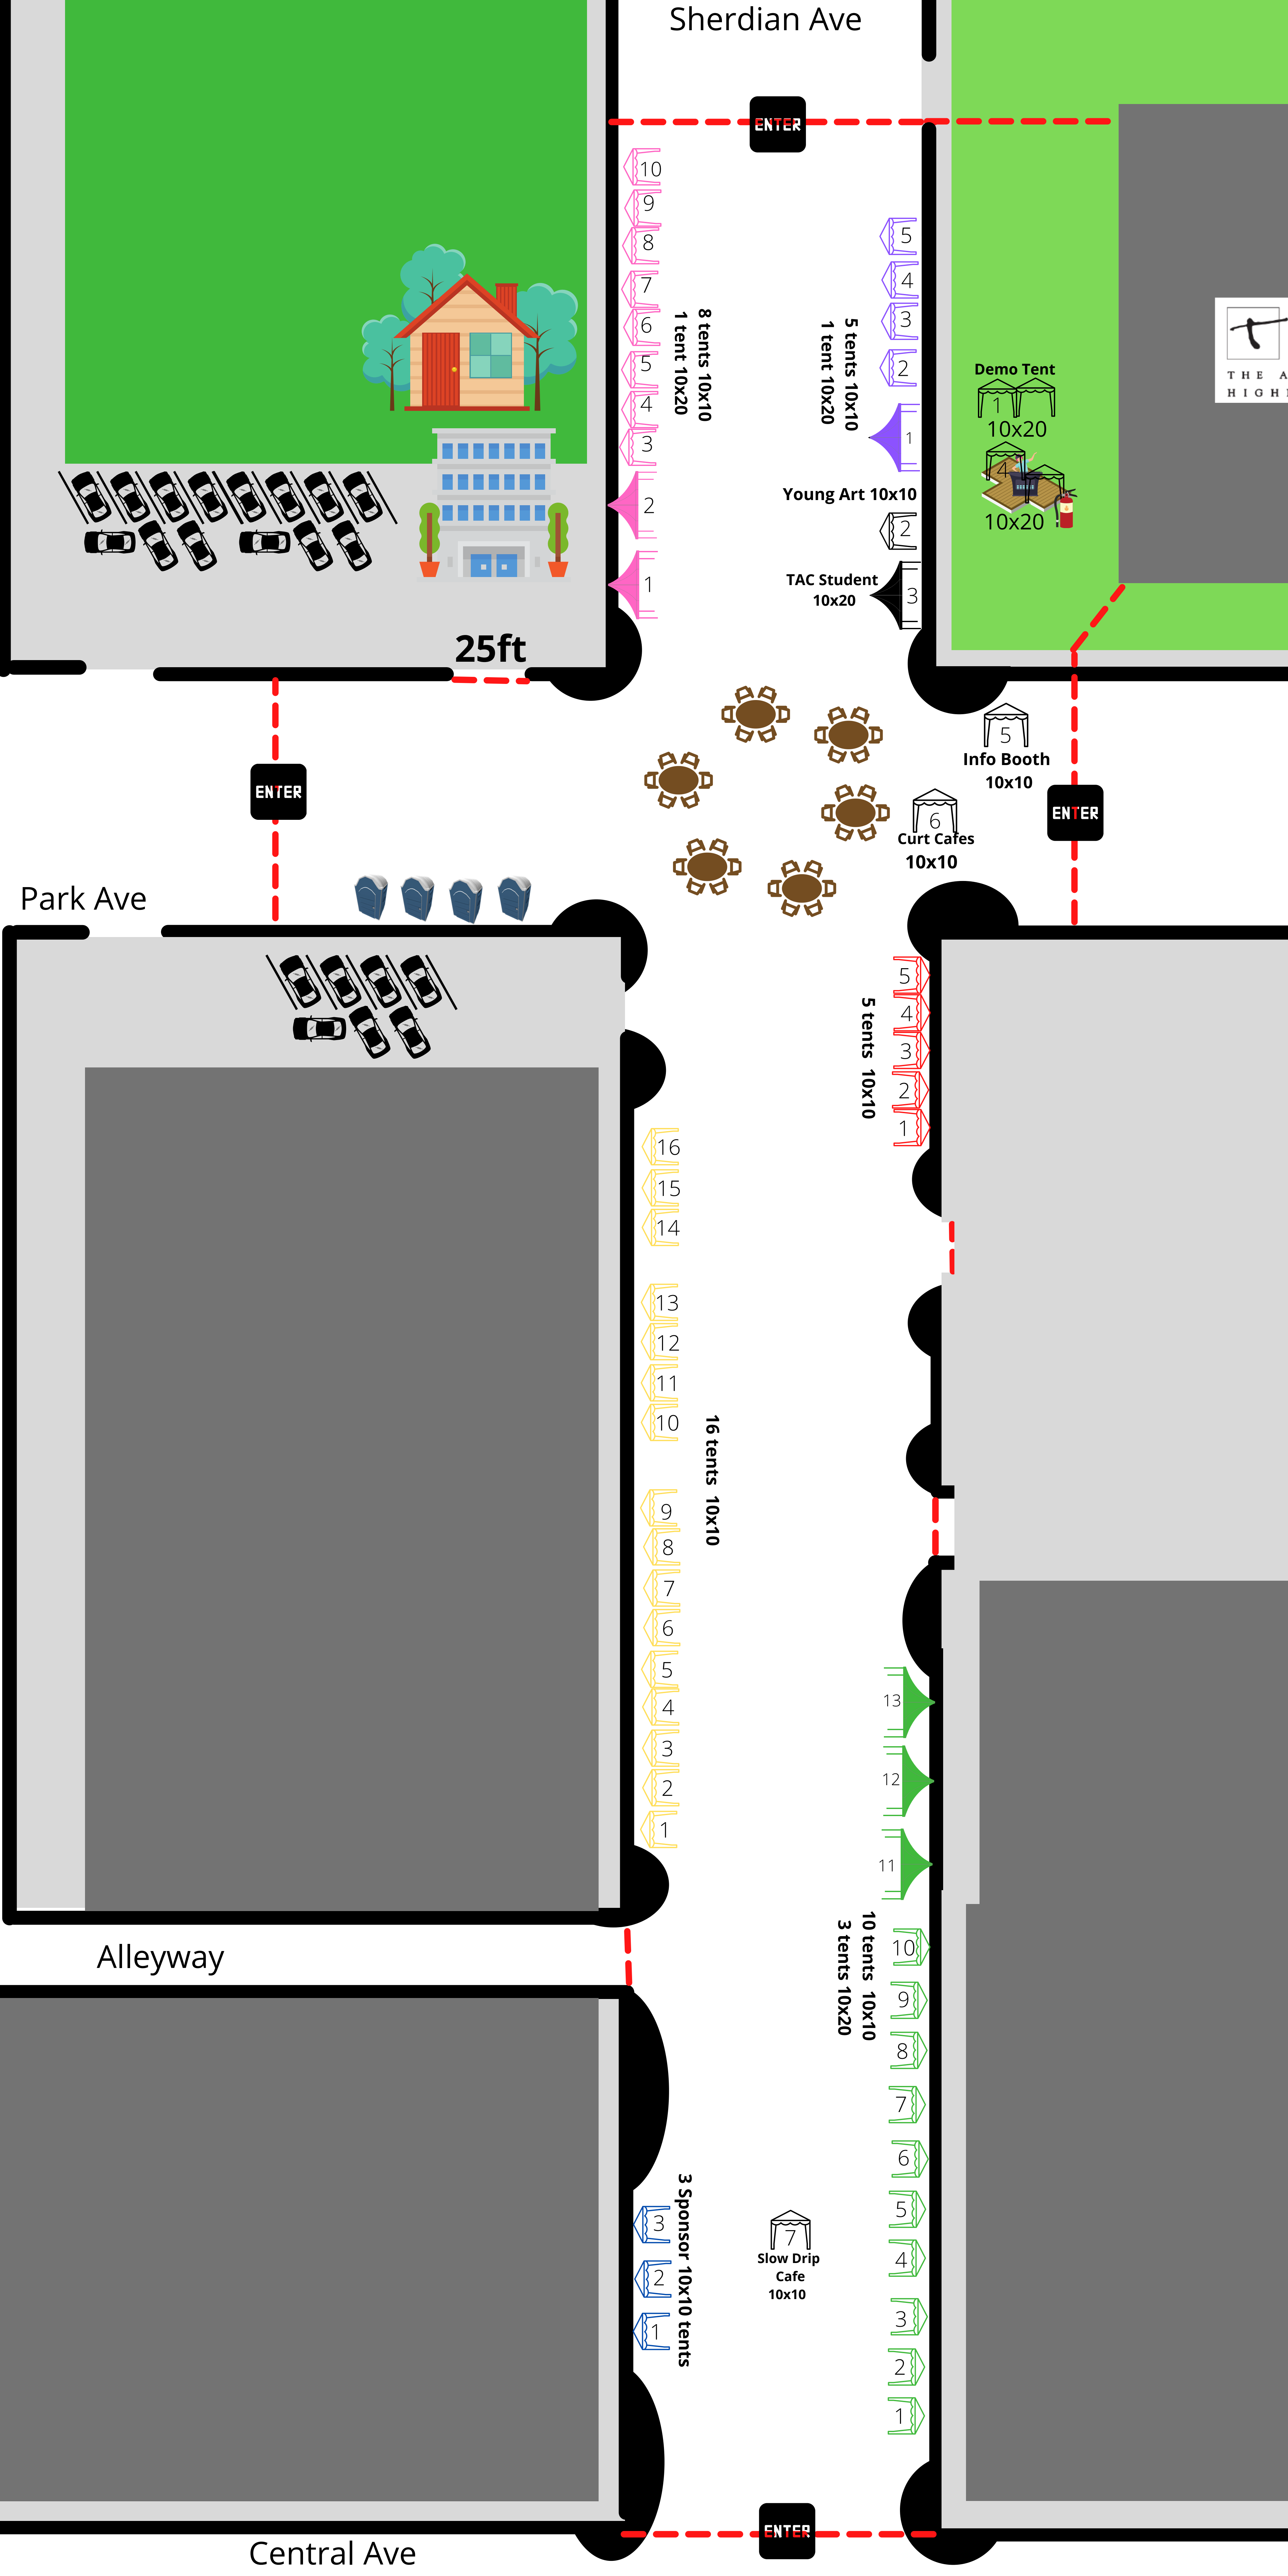 Sherdian Ave
ENTER
10
9
8
7
6
5
4
3
2
1
8 tents 10x10
1 tent 10x20
5
4
3
2
1
5 tents 10x10
1 tent 10x20
Young Art 10x10
2
TAC Student
10x20
3
Demo Tent
1
10x20
4
10x20
THE A
HIGH
25ft
ENTER
5
Info Booth
10x10
ENTER
6
Curt Cafes
10x10
Park Ave
5
4
3
2
1
5 tents 10x10
16
15
14
13
12
11
10
9
8
7
6
5
4
3
2
1
16 tents 10x10
13
12
11
10
9
8
7
6
5
4
3
2
1
10 tents 10x10
3 tents 10x20
Alleyway
3
2
1
3 Sponsor 10x10 tents
7
Slow Drip
Cafe
10x10
ENTER
Central Ave